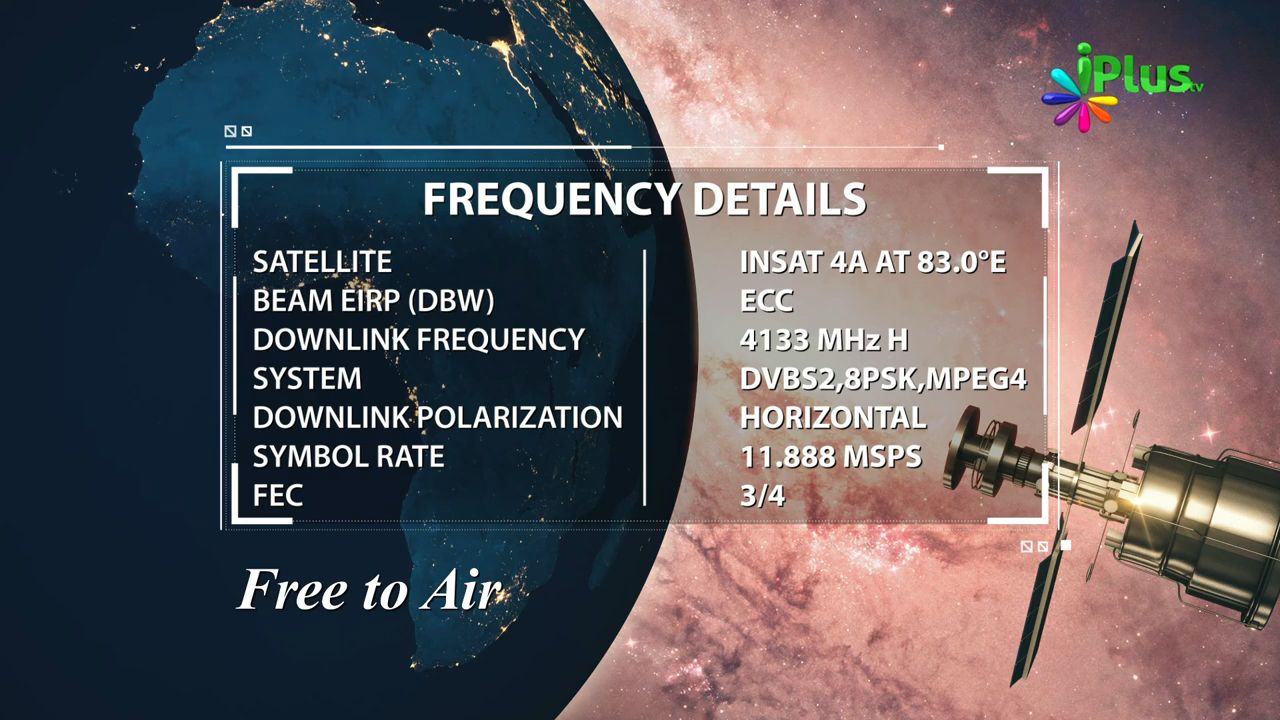 iPlus tv
FREQUENCY DETAILS
SATELLITE INSAT 4A AT 83.0°E
BEAM EIRP (DBW) ECC
DOWNLINK FREQUENCY 4133 MHz H
SYSTEM DVBS2,8PSK,MPEG4
DOWNLINK POLARIZATION HORIZONTAL
SYMBOL RATE 11.888 MSPS
FEC 3/4
Free to Air